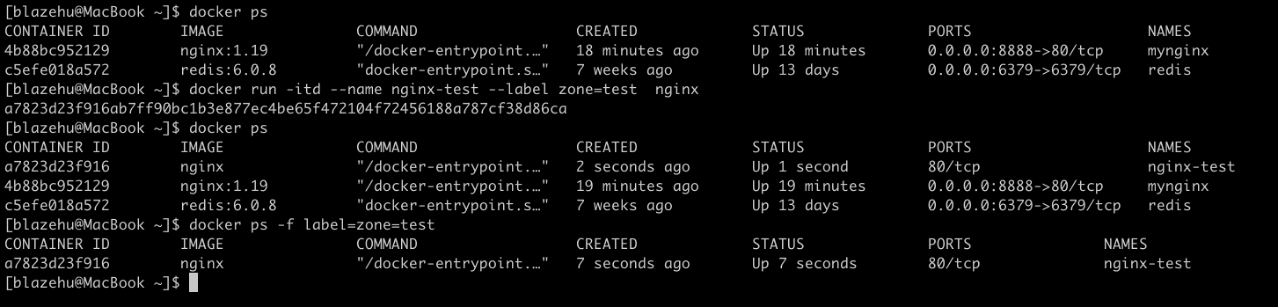 [blazehu@MacBook ~]$ docker ps
CONTAINER ID        IMAGE               COMMAND                  CREATED             STATUS              PORTS                    NAMES
4b88bc952129        nginx:1.19          "/docker-entrypoint.…"   18 minutes ago      Up 18 minutes       0.0.0.0:8888->80/tcp     mynginx
c5efe018a572        redis:6.0.8         "docker-entrypoint.s…"   7 weeks ago         Up 13 days          0.0.0.0:6379->6379/tcp   redis
[blazehu@MacBook ~]$ docker run -itd --name nginx-test --label zone=test  nginx
a7823d23f916ab7ff90bc1b3e877ec4be65f472104f72456188a787cf38d86ca
[blazehu@MacBook ~]$ docker ps
CONTAINER ID        IMAGE               COMMAND                  CREATED             STATUS              PORTS                    NAMES
a7823d23f916        nginx               "/docker-entrypoint.…"   2 seconds ago       Up 1 second         80/tcp                   nginx-test
4b88bc952129        nginx:1.19          "/docker-entrypoint.…"   19 minutes ago      Up 19 minutes       0.0.0.0:8888->80/tcp     mynginx
c5efe018a572        redis:6.0.8         "docker-entrypoint.s…"   7 weeks ago         Up 13 days          0.0.0.0:6379->6379/tcp   redis
[blazehu@MacBook ~]$ docker ps -f label=zone=test
CONTAINER ID        IMAGE               COMMAND                  CREATED             STATUS              PORTS               NAMES
a7823d23f916        nginx               "/docker-entrypoint.…"   7 seconds ago       Up 7 seconds        80/tcp              nginx-test
[blazehu@MacBook ~]$